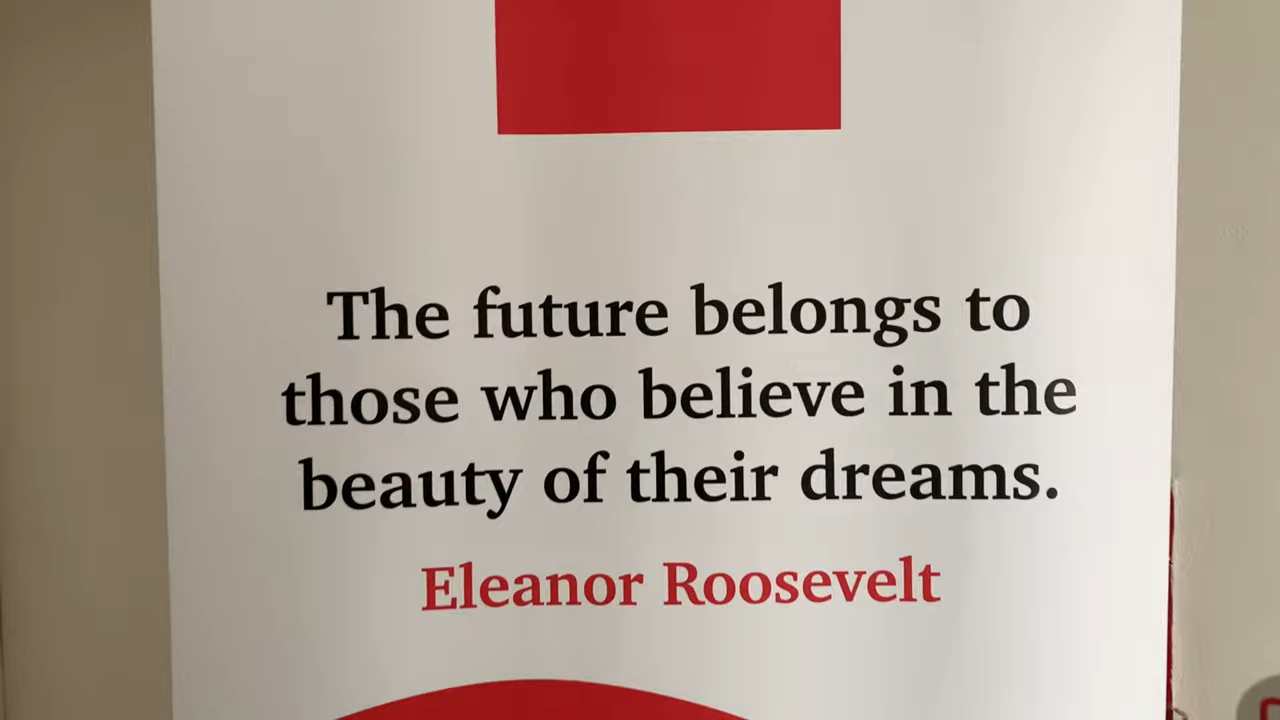 The future belongs to
those who believe in the
beauty of their dreams.
Eleanor Roosevelt